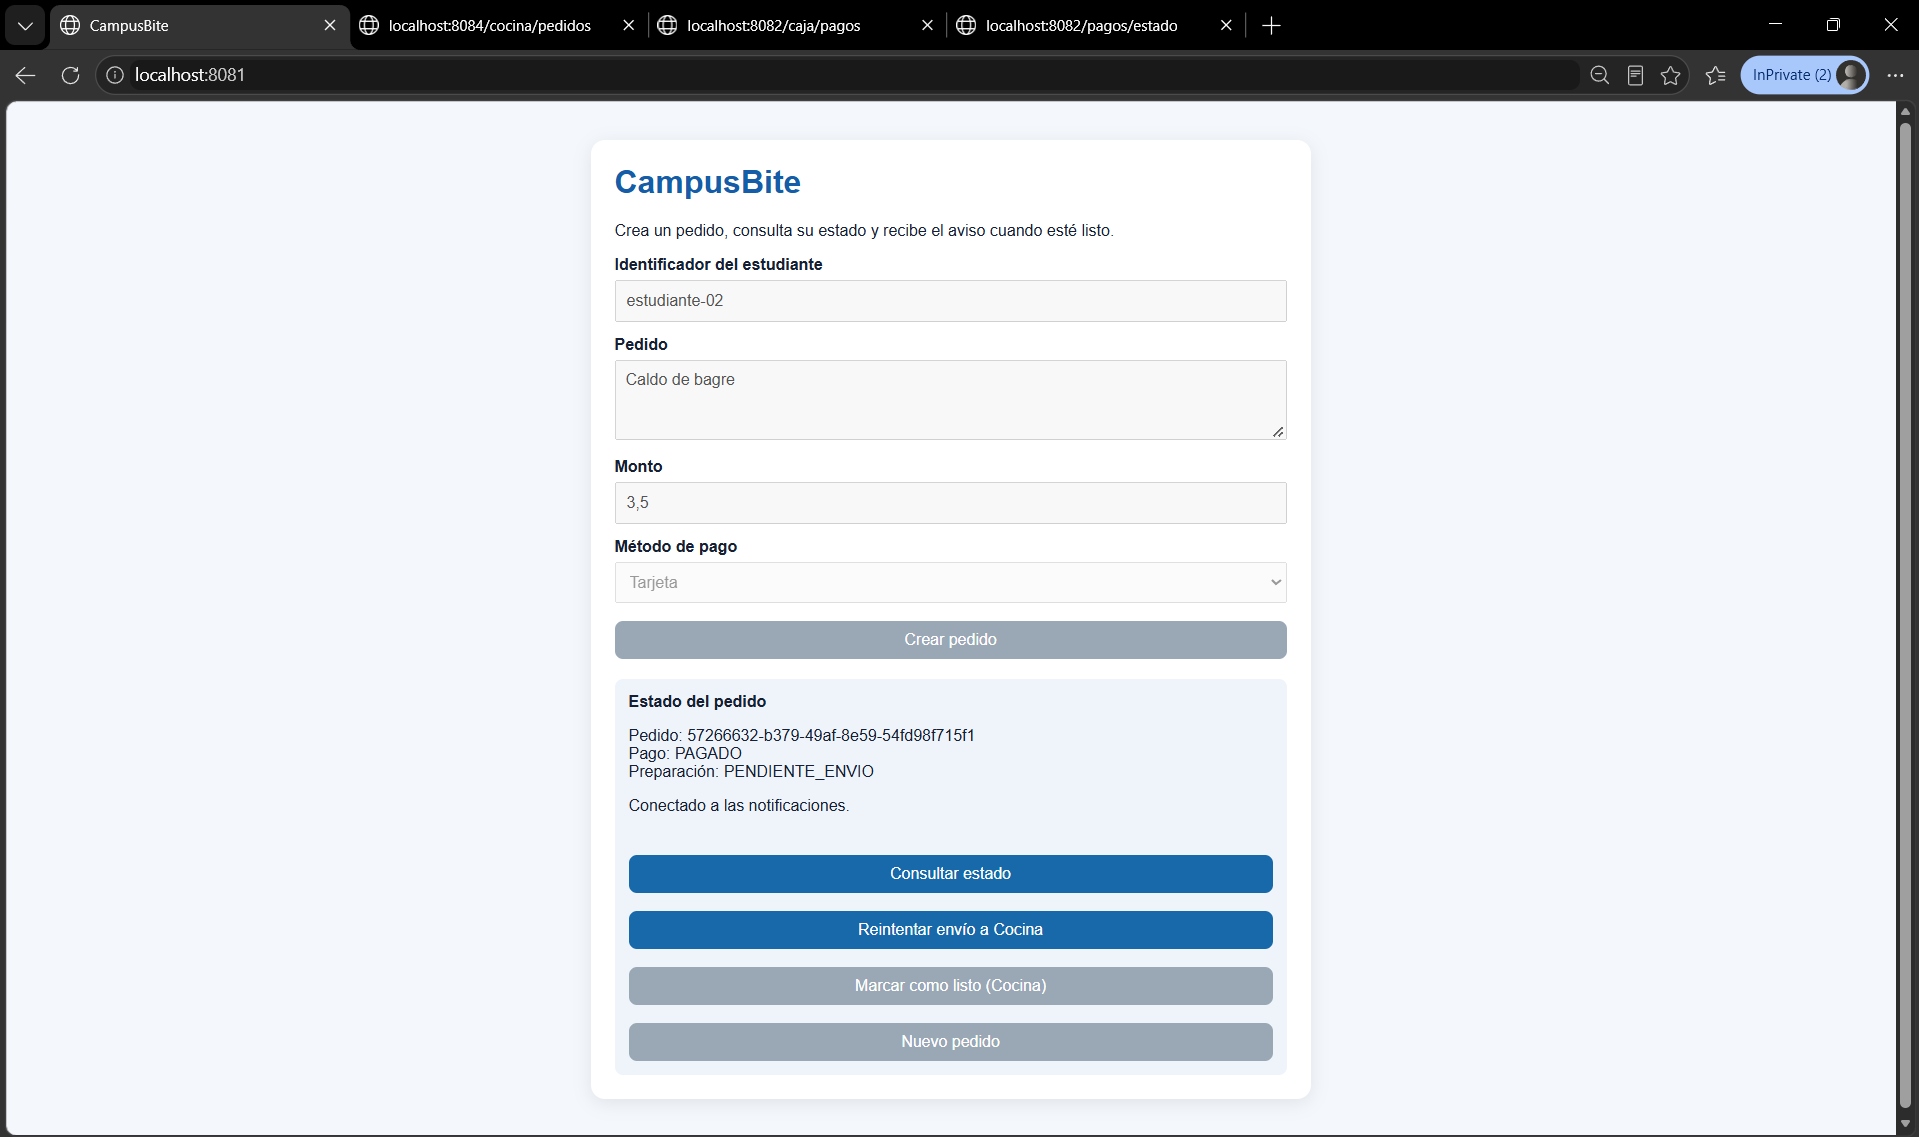 CampusBite
localhost:8084/cocina/pedidos
localhost:8082/caja/pagos
localhost:8082/pagos/estado
localhost:8081
InPrivate (2)
CampusBite
Crea un pedido, consulta su estado y recibe el aviso cuando esté listo.
Identificador del estudiante
estudiante-02
Pedido
Caldo de bagre
Monto
3,5
Método de pago
Tarjeta
Crear pedido
Estado del pedido
Pedido: 57266632-b379-49af-8e59-54fd98f715f1
Pago: PAGADO
Preparación: PENDIENTE_ENVIO
Conectado a las notificaciones.
Consultar estado
Reintentar envío a Cocina
Marcar como listo (Cocina)
Nuevo pedido